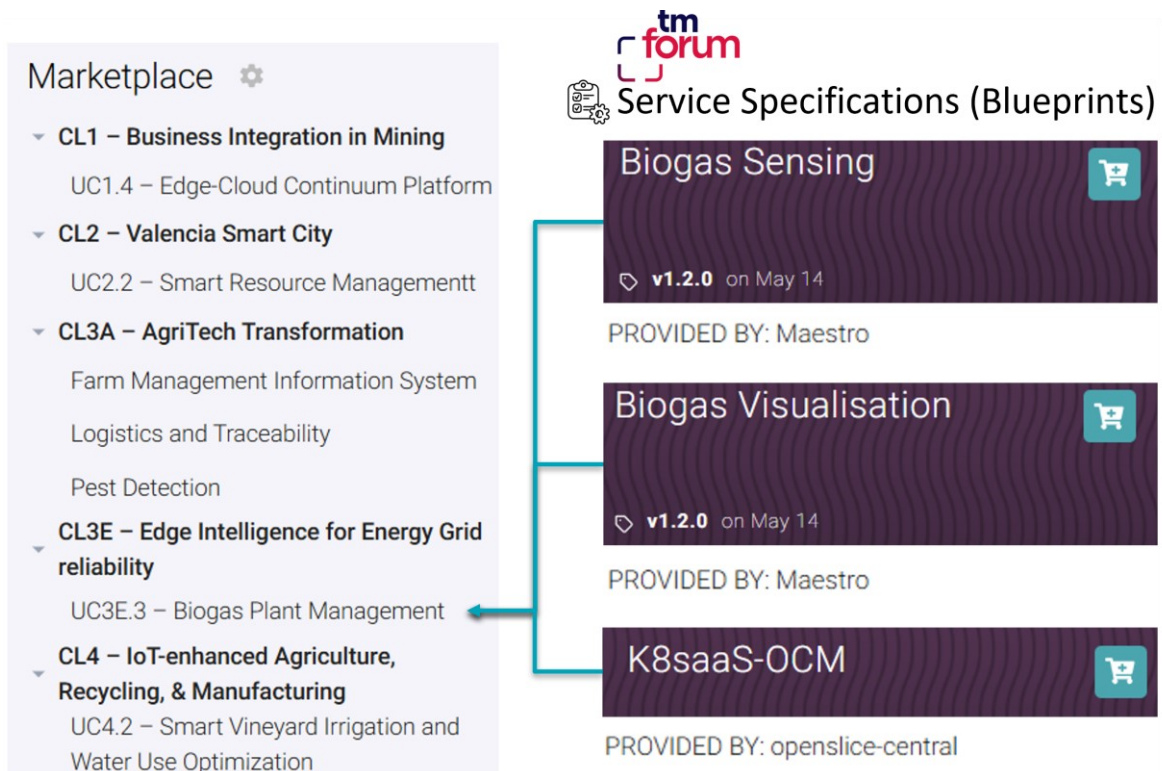 Marketplace
CL1 – Business Integration in Mining
UC1.4 – Edge-Cloud Continuum Platform
CL2 – Valencia Smart City
UC2.2 – Smart Resource Managementt
CL3A – AgriTech Transformation
Farm Management Information System
Logistics and Traceability
Pest Detection
CL3E – Edge Intelligence for Energy Grid
reliability
UC3E.3 – Biogas Plant Management
CL4 – IoT-enhanced Agriculture,
Recycling, & Manufacturing
UC4.2 – Smart Vineyard Irrigation and
Water Use Optimization
tm
forum
Service Specifications (Blueprints)
Biogas Sensing
v1.2.0 on May 14
PROVIDED BY: Maestro
Biogas Visualisation
v1.2.0 on May 14
PROVIDED BY: Maestro
K8saaS-OCM
PROVIDED BY: openslice-central